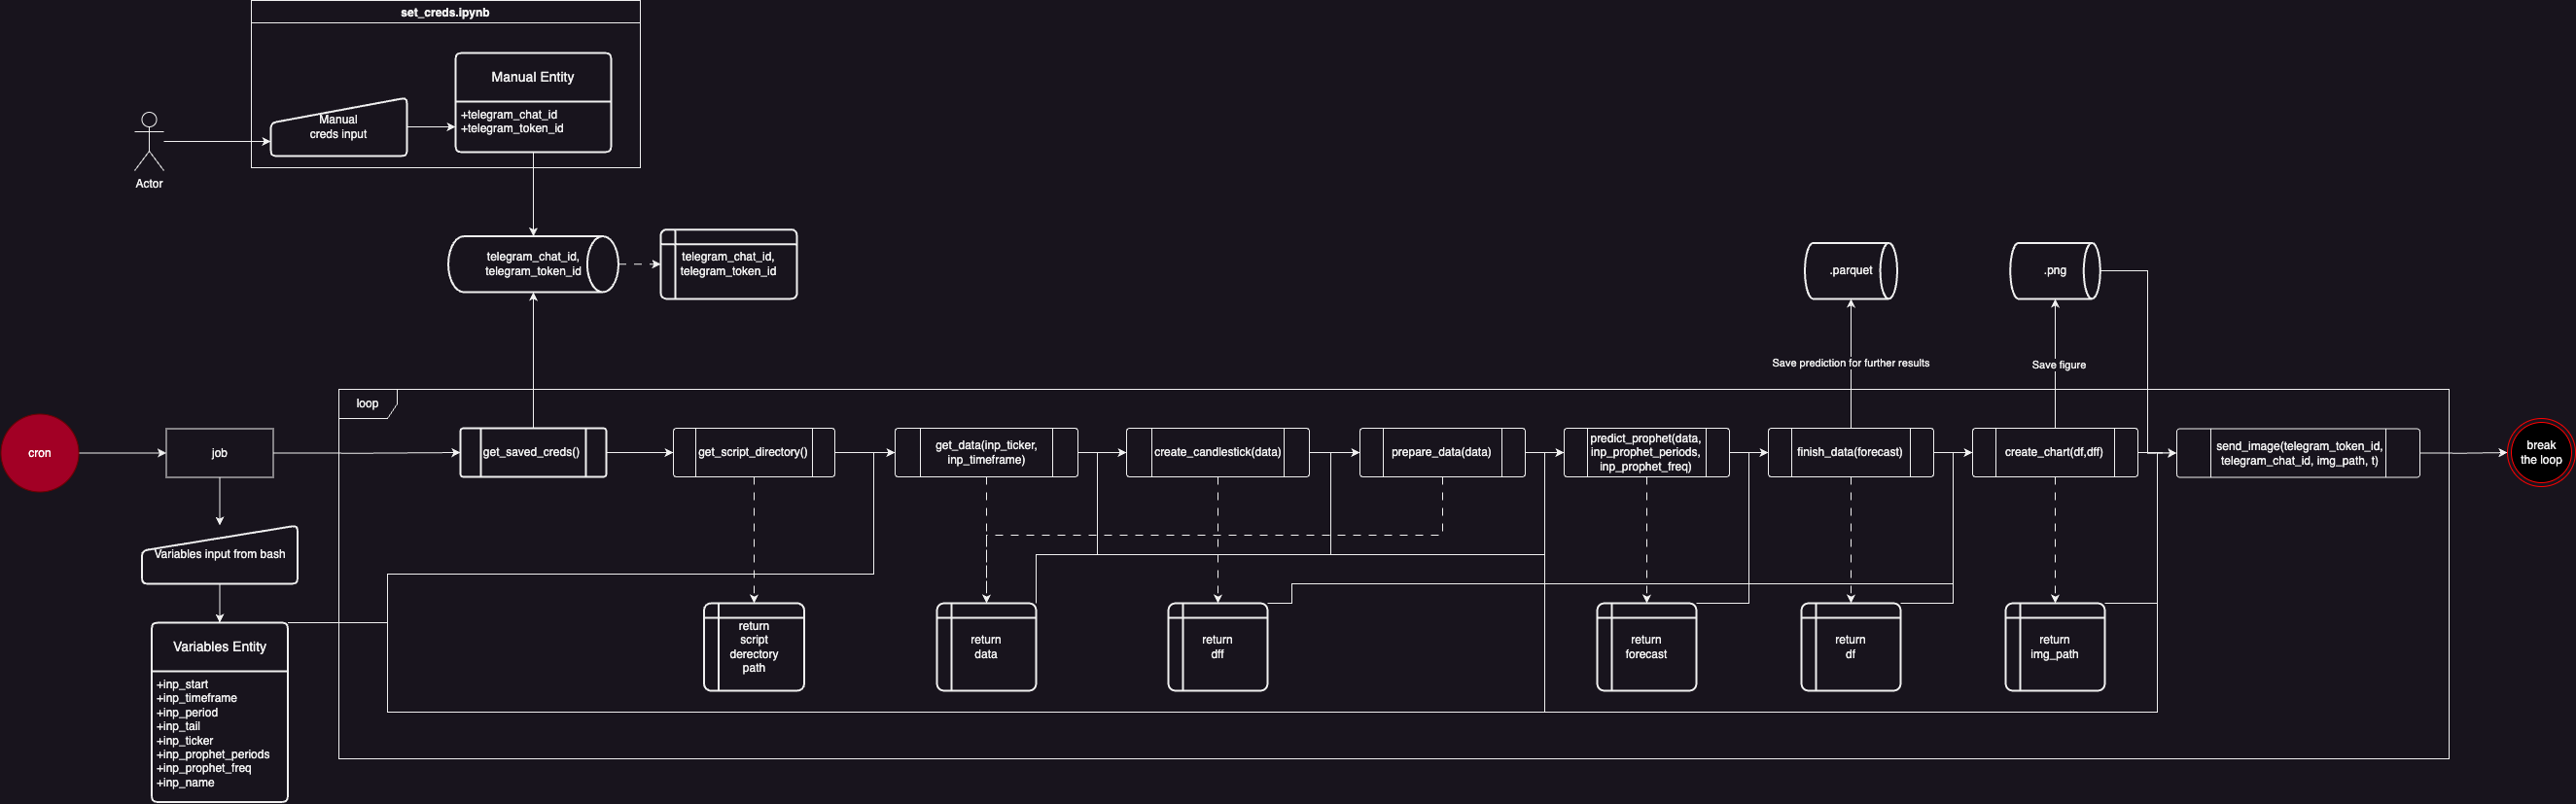 set_creds.ipynb
Manual Entity
+telegram_chat_id
+telegram_token_id
Manual
creds input
Actor
telegram_chat_id,
telegram_token_id
telegram_chat_id,
telegram_token_id
.parquet
.png
Save prediction for further results
Save figure
loop
cron
job
get_saved_creds()
get_script_directory()
get_data(inp_ticker,
inp_timeframe)
create_candlestick(data)
prepare_data(data)
predict_prophet(data,
inp_prophet_periods,
inp_prophet_freq)
finish_data(forecast)
create_chart(df,dff)
send_image(telegram_token_id,
telegram_chat_id, img_path, t)
break
the loop
Variables input from bash
return
script
derectory
path
return
data
return
dff
return
forecast
return
df
return
img_path
Variables Entity
+inp_start
+inp_timeframe
+inp_period
+inp_tail
+inp_ticker
+inp_prophet_periods
+inp_prophet_freq
+inp_name